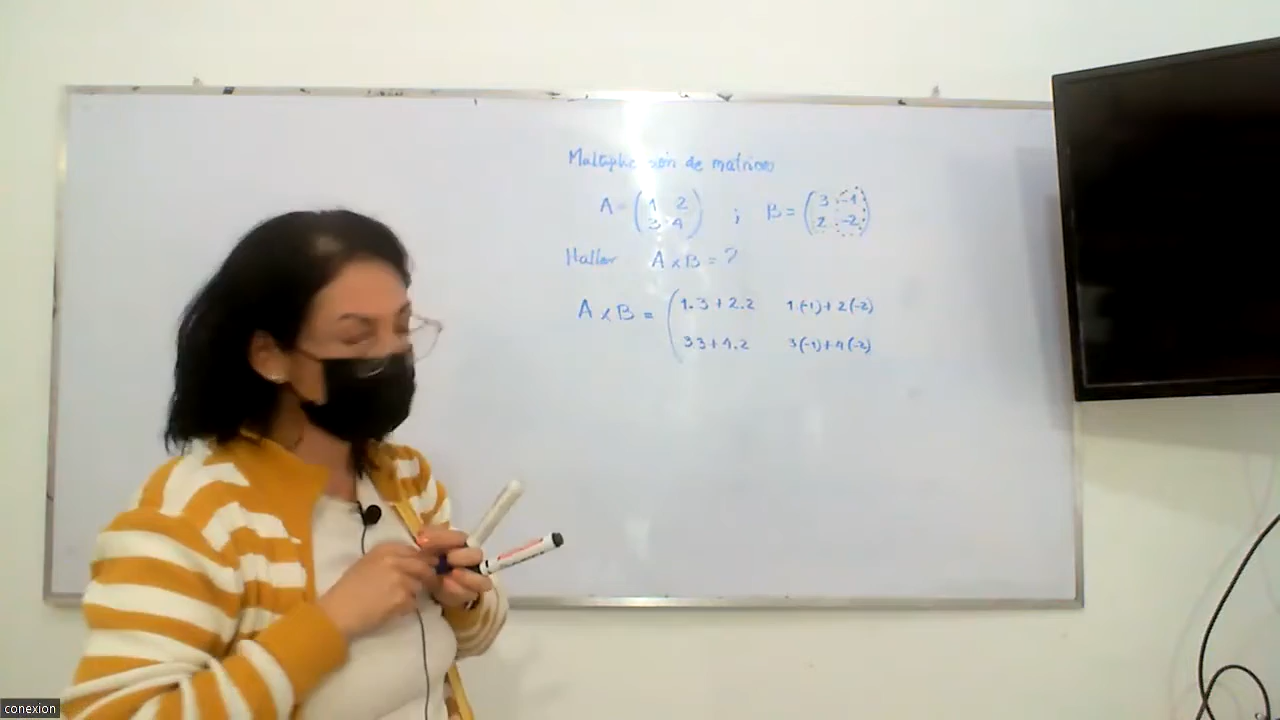 Multiplicación de matrices
A = (1 2 3 4) ; B = (3 -1 2 -2)
Hallar A x B = ?
A x B = (1.3 + 2.2 1.(-1) + 2(-2)
3.3 + 4.2 3(-1) + 4(-2)
conexion